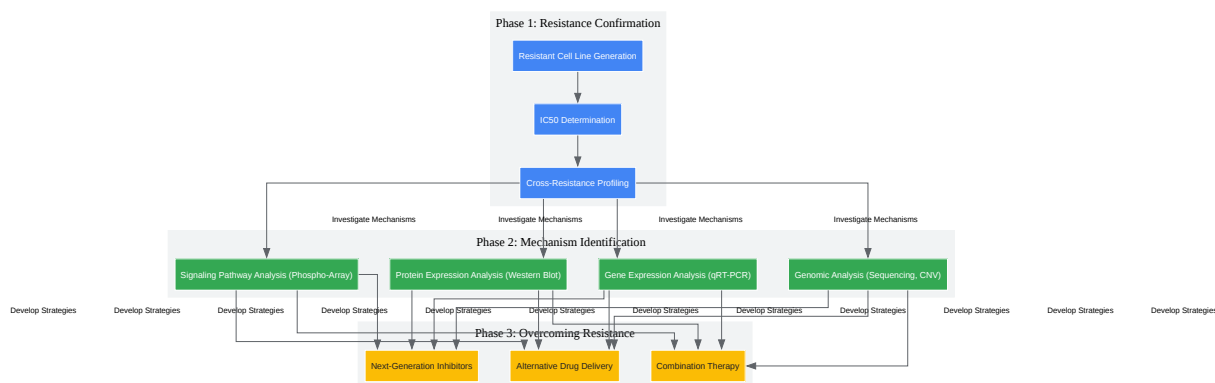 Phase 1: Resistance Confirmation
Resistant Cell Line Generation
IC50 Determination
Cross-Resistance Profiling
Investigate Mechanisms
Investigate Mechanisms
Investigate Mechanisms
Investigate Mechanisms
Phase 2: Mechanism Identification
Signaling Pathway Analysis (Phospho-Array)
Protein Expression Analysis (Western Blot)
Gene Expression Analysis (qRT-PCR)
Genomic Analysis (Sequencing, CNV)
Develop Strategies
Develop Strategies
Develop Strategies
Develop Strategies
Develop Strategies
Develop Strategies
Develop Strategies
Develop Strategies
Develop Strategies
Develop Strategies
Develop Strategies
Develop Strategies
Phase 3: Overcoming Resistance
Next-Generation Inhibitors
Alternative Drug Delivery
Combination Therapy